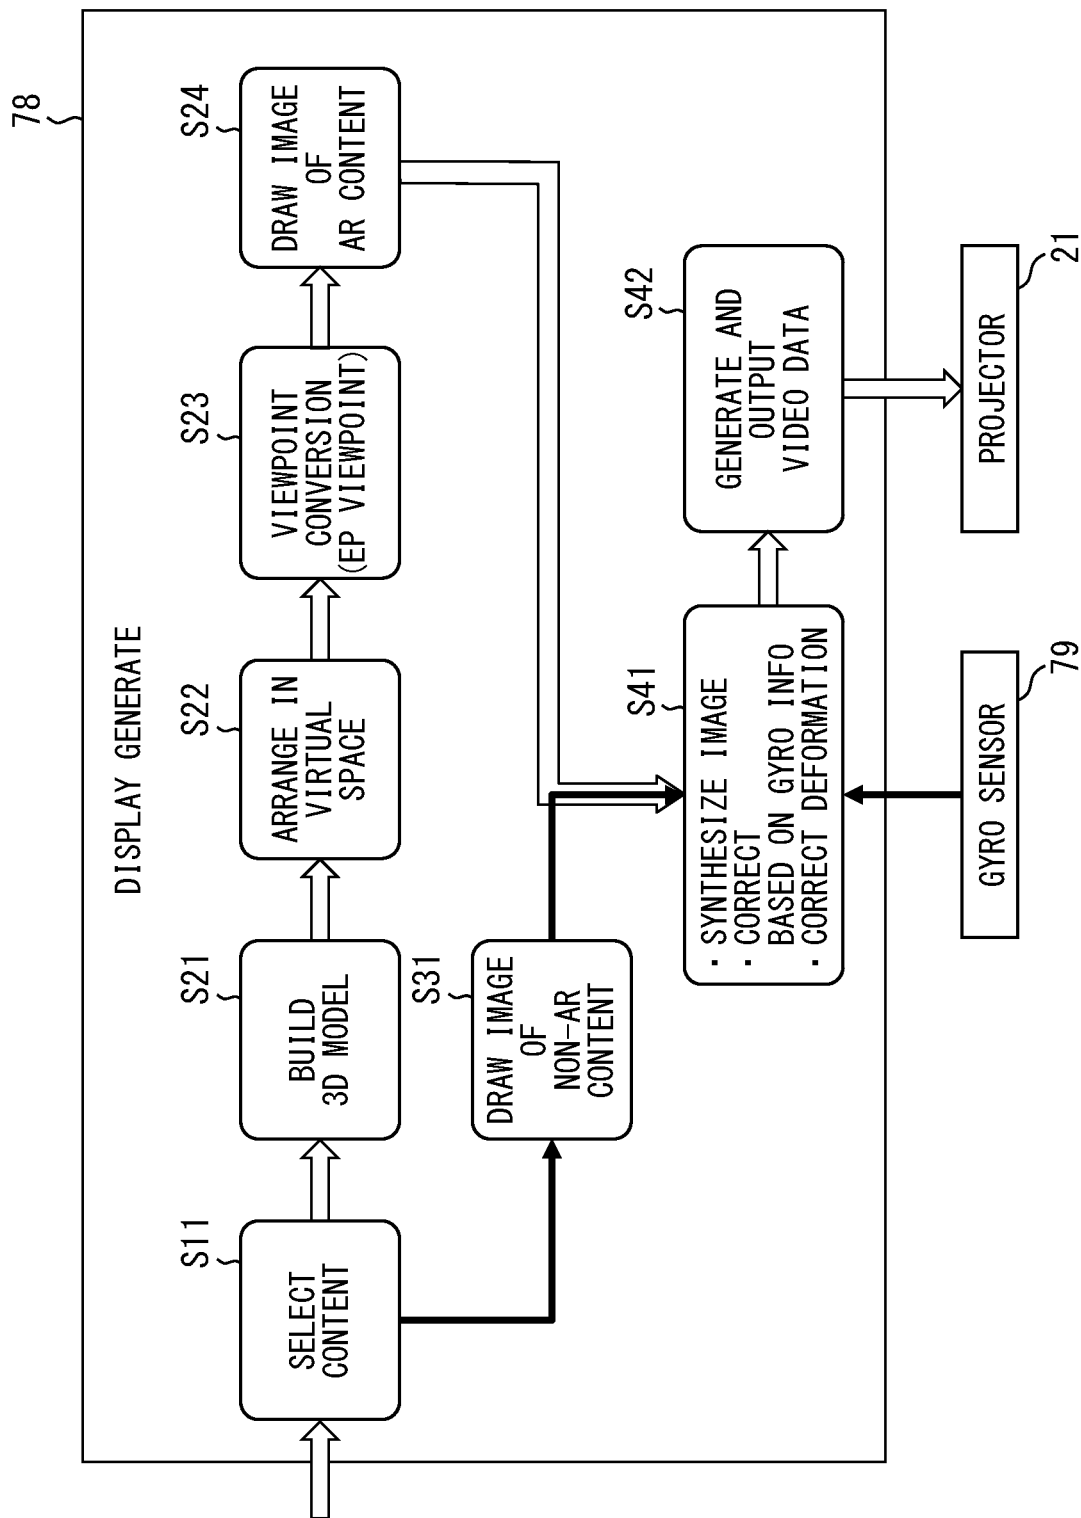 78
DISPLAY GENERATE
S11
SELECT
CONTENT
S21
BUILD
3D MODEL
S22
ARRANGE IN
VIRTUAL
SPACE
S23
VIEWPOINT
CONVERSION
(EP VIEWPOINT)
S24
DRAW IMAGE
OF
AR CONTENT
S31
DRAW IMAGE
OF
NON-AR
CONTENT
S41
・SYNTHESIZE IMAGE
・CORRECT
BASED ON GYRO INFO
・CORRECT DEFORMATION
S42
GENERATE AND
OUTPUT
VIDEO DATA
GYRO SENSOR
79
PROJECTOR
21